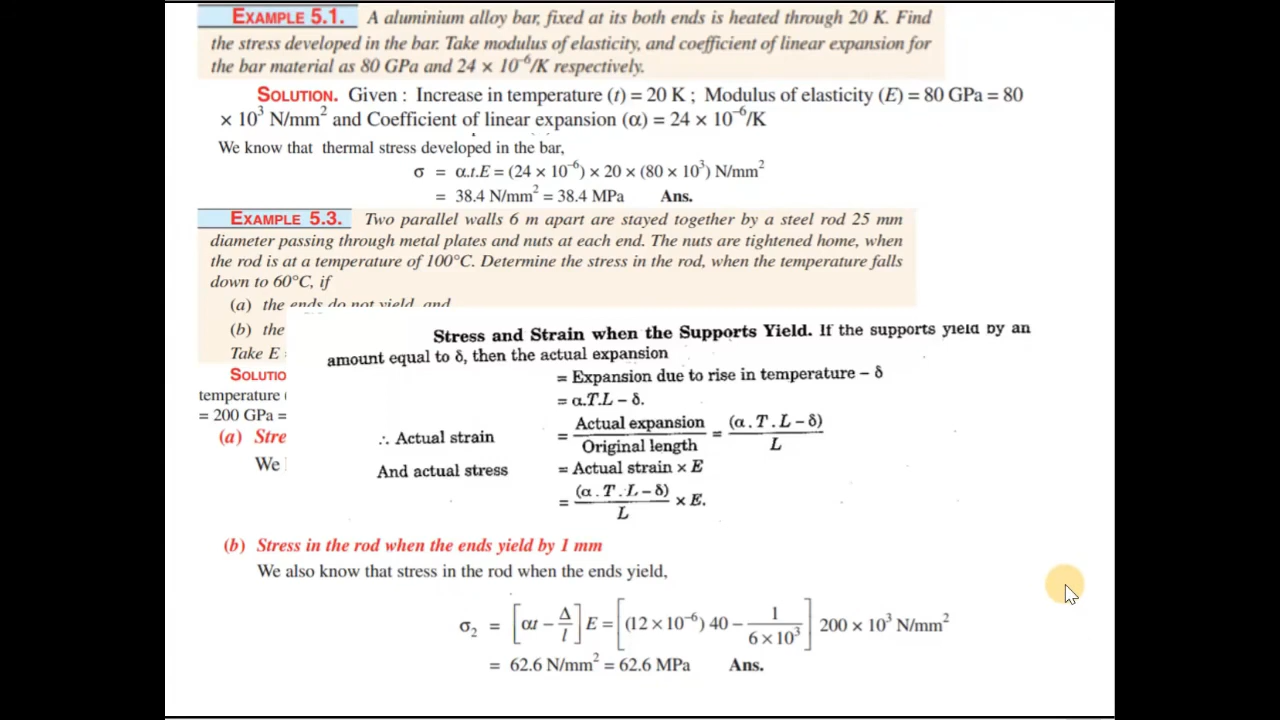 EXAMPLE 5.1. A aluminium alloy bar, fixed at its both ends is heated through 20 K. Find
the stress developed in the bar. Take modulus of elasticity, and coefficient of linear expansion for
the bar material as 80 GPa and 24 × 10⁻⁶/K respectively.
SOLUTION. Given : Increase in temperature (t) = 20 K ; Modulus of elasticity (E) = 80 GPa = 80
× 10³ N/mm² and Coefficient of linear expansion (α) = 24 × 10⁻⁶/K
We know that thermal stress developed in the bar,
σ = α.t.E = (24 × 10⁻⁶) × 20 × (80 × 10³) N/mm²
= 38.4 N/mm² = 38.4 MPa Ans.
EXAMPLE 5.3. Two parallel walls 6 m apart are stayed together by a steel rod 25 mm
diameter passing through metal plates and nuts at each end. The nuts are tightened home, when
the rod is at a temperature of 100°C. Determine the stress in the rod, when the temperature falls
down to 60°C, if
(a) the ends do not yield, and
(b) the
Take E
SOLUTIO
temperature (
= 200 GPa =
(a) Stre
We
Stress and Strain when the Supports Yield. If the supports yield by an
amount equal to δ, then the actual expansion
= Expansion due to rise in temperature – δ
= α.T.L – δ.
∴ Actual strain = Actual expansion / Original length = (α . T . L – δ) / L
And actual stress = Actual strain × E
= (α . T . L – δ) / L × E.
(b) Stress in the rod when the ends yield by 1 mm
We also know that stress in the rod when the ends yield,
σ₂ = [αt – Δ/l] E = [(12 × 10⁻⁶) 40 – 1 / 6 × 10³] 200 × 10³ N/mm²
= 62.6 N/mm² = 62.6 MPa Ans.